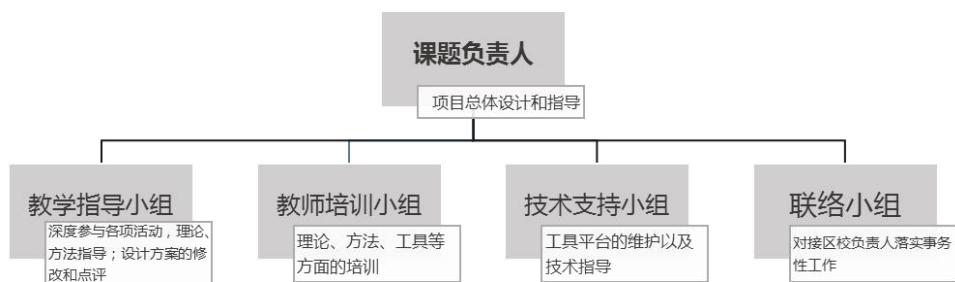 课题负责人
项目总体设计和指导
教学指导小组
深度参与各项活动，理论、
方法指导；设计方案的修
改和点评
教师培训小组
理论、方法、工具等
方面的培训
技术支持小组
工具平台的维护以及
技术指导
联络小组
对接区校负责人落实事务
性工作